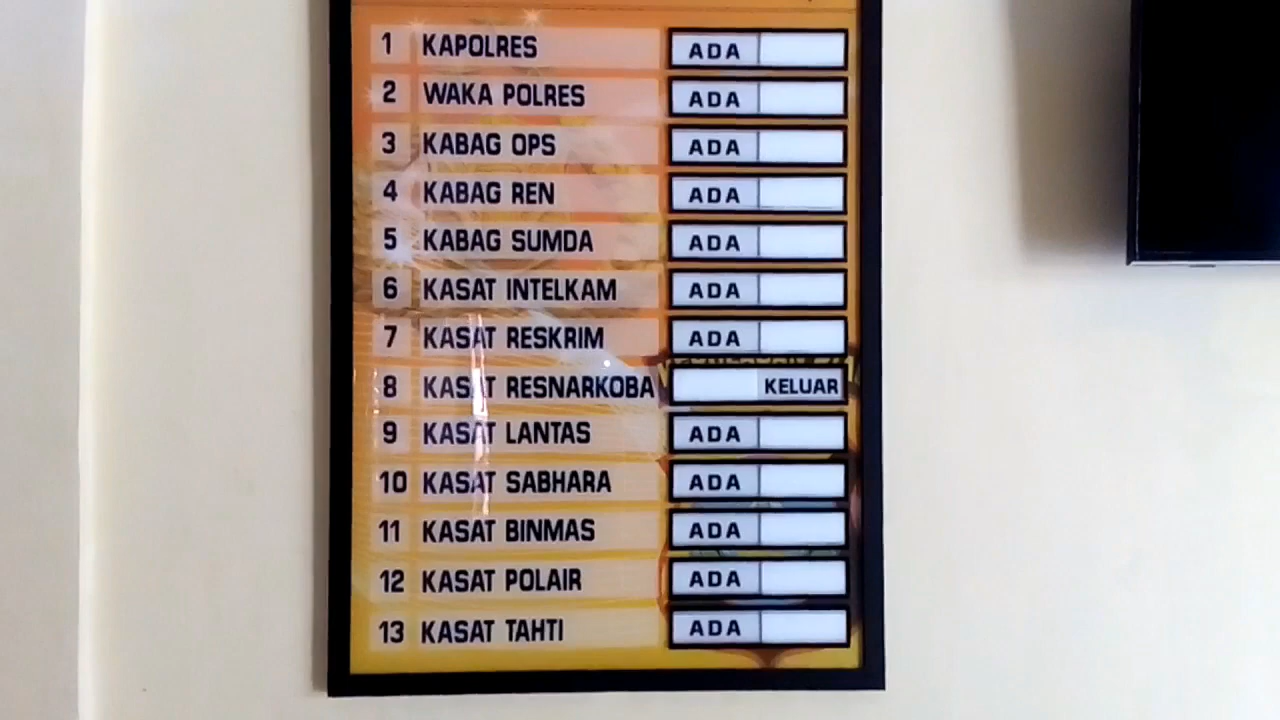 1 KAPOLRES ADA
2 WAKA POLRES ADA
3 KABAG OPS ADA
4 KABAG REN ADA
5 KABAG SUMDA ADA
6 KASAT INTELKAM ADA
7 KASAT RESKRIM ADA
8 KASAT RESNARKOBA KELUAR
9 KASAT LANTAS ADA
10 KASAT SABHARA ADA
11 KASAT BINMAS ADA
12 KASAT POLAIR ADA
13 KASAT TAHTI ADA